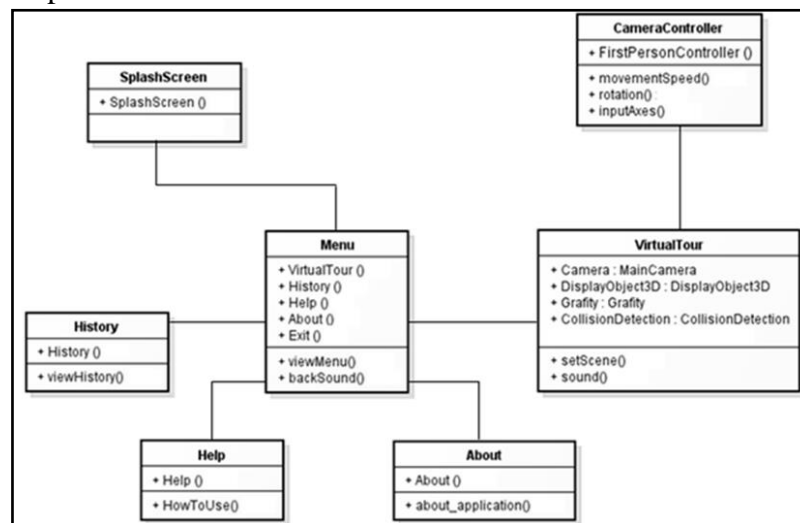 CameraController
+ FirstPersonController ()
+ movementSpeed()
+ rotation()
+ inputAxes()
SplashScreen
+ SplashScreen ()
Menu
+ VirtualTour ()
+ History ()
+ Help ()
+ About ()
+ Exit ()
+ viewMenu()
+ backSound()
VirtualTour
+ Camera : MainCamera
+ DisplayObject3D : DisplayObject3D
+ Grafity : Grafity
+ CollisionDetection : CollisionDetection
+ setScene()
+ sound()
History
+ History ()
+ viewHistory()
Help
+ Help ()
+ HowToUse()
About
+ About ()
+ about_application()